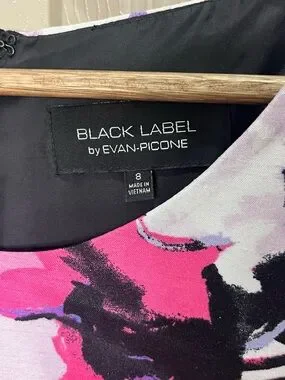 BLACK LABEL
by EVAN-PICONE
8
MADE IN
VIETNAM